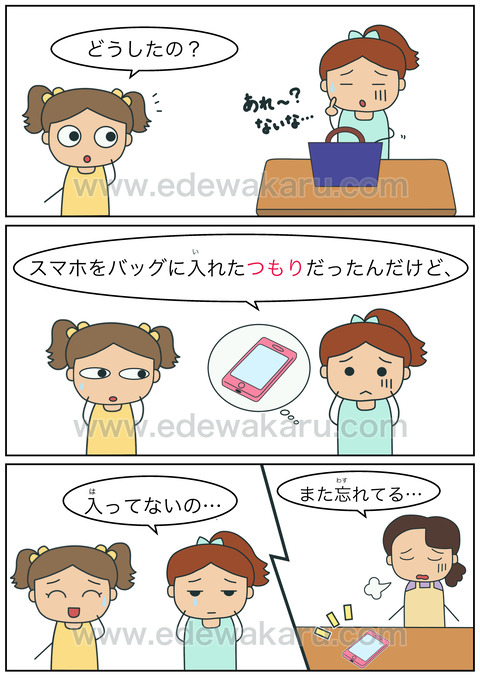 どうしたの？
あれ〜？
ないな…
www.edewakaru.com
スマホをバッグに入れたつもりだったんだけど、
い
www.edewakaru.com
入ってないの…
は
また忘れてる…
わす
www.edewakaru.com